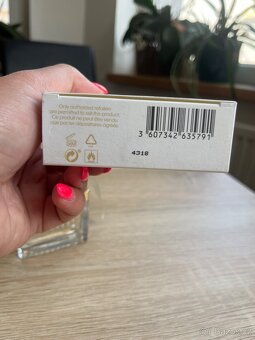 Only authorized retailers
are permitted to sell this product.
Ce produit ne peut être vendu
que par les dépositaires agréés.
3 607342 635791
4318